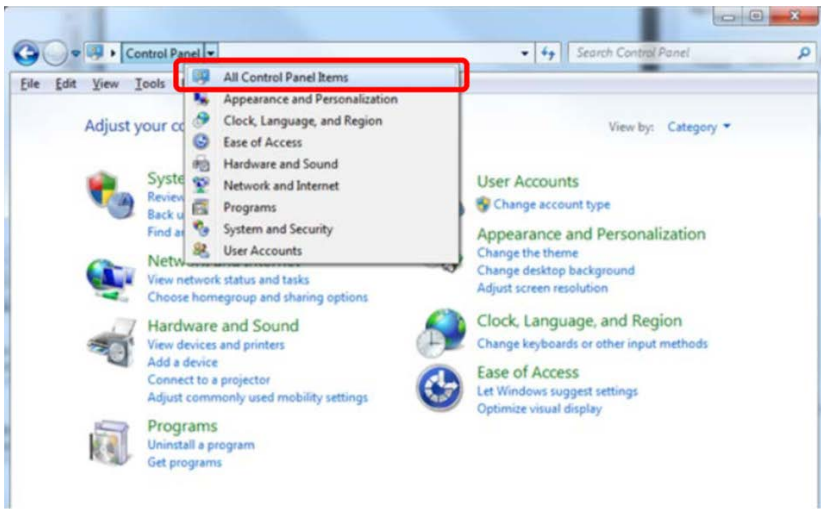 Control Panel
Search Control Panel
File Edit View Tools
All Control Panel Items
Appearance and Personalization
Clock, Language, and Region
Ease of Access
Hardware and Sound
Network and Internet
Programs
System and Security
User Accounts
Adjust your co
View by: Category
Syste
Review
Back u
Find a
View network status and tasks
Choose homegroup and sharing options
Hardware and Sound
View devices and printers
Add a device
Connect to a projector
Adjust commonly used mobility settings
Programs
Uninstall a program
Get programs
User Accounts
Change account type
Appearance and Personalization
Change the theme
Change desktop background
Adjust screen resolution
Clock, Language, and Region
Change keyboards or other input methods
Ease of Access
Let Windows suggest settings
Optimize visual display